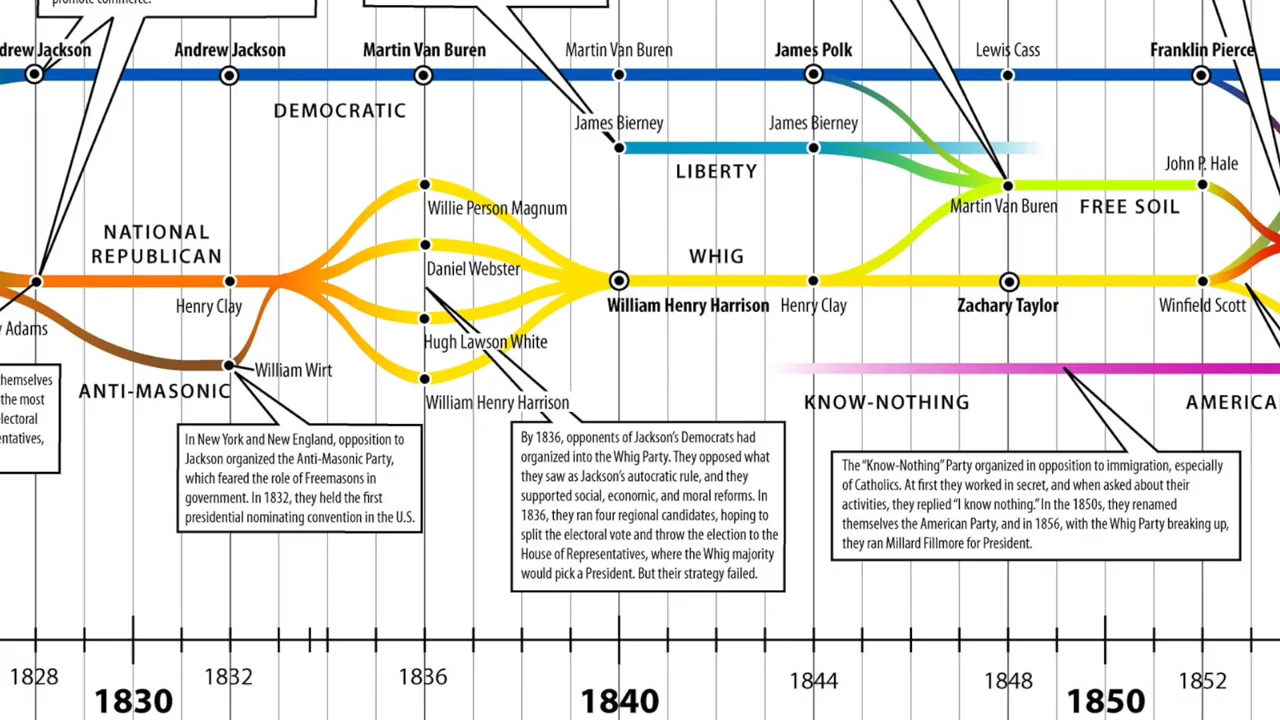 promote commerce.
drew Jackson
Andrew Jackson
Martin Van Buren
Martin Van Buren
James Polk
Lewis Cass
Franklin Pierce
DEMOCRATIC
James Bierney
James Bierney
LIBERTY
John P. Hale
Willie Person Magnum
Martin Van Buren
FREE SOIL
NATIONAL
REPUBLICAN
Daniel Webster
WHIG
Henry Clay
William Henry Harrison
Henry Clay
Zachary Taylor
Winfield Scott
Adams
Hugh Lawson White
William Wirt
ANTI-MASONIC
William Henry Harrison
KNOW-NOTHING
AMERICA
themselves
the most
electoral
entatives,
In New York and New England, opposition to
Jackson organized the Anti-Masonic Party,
which feared the role of Freemasons in
government. In 1832, they held the first
presidential nominating convention in the U.S.
By 1836, opponents of Jackson's Democrats had
organized into the Whig Party. They opposed what
they saw as Jackson's autocratic rule, and they
supported social, economic, and moral reforms. In
1836, they ran four regional candidates, hoping to
split the electoral vote and throw the election to the
House of Representatives, where the Whig majority
would pick a President. But their strategy failed.
The “Know-Nothing” Party organized in opposition to immigration, especially
of Catholics. At first they worked in secret, and when asked about their
activities, they replied “I know nothing.” In the 1850s, they renamed
themselves the American Party, and in 1856, with the Whig Party breaking up,
they ran Millard Fillmore for President.
1828
1830
1832
1836
1840
1844
1848
1850
1852